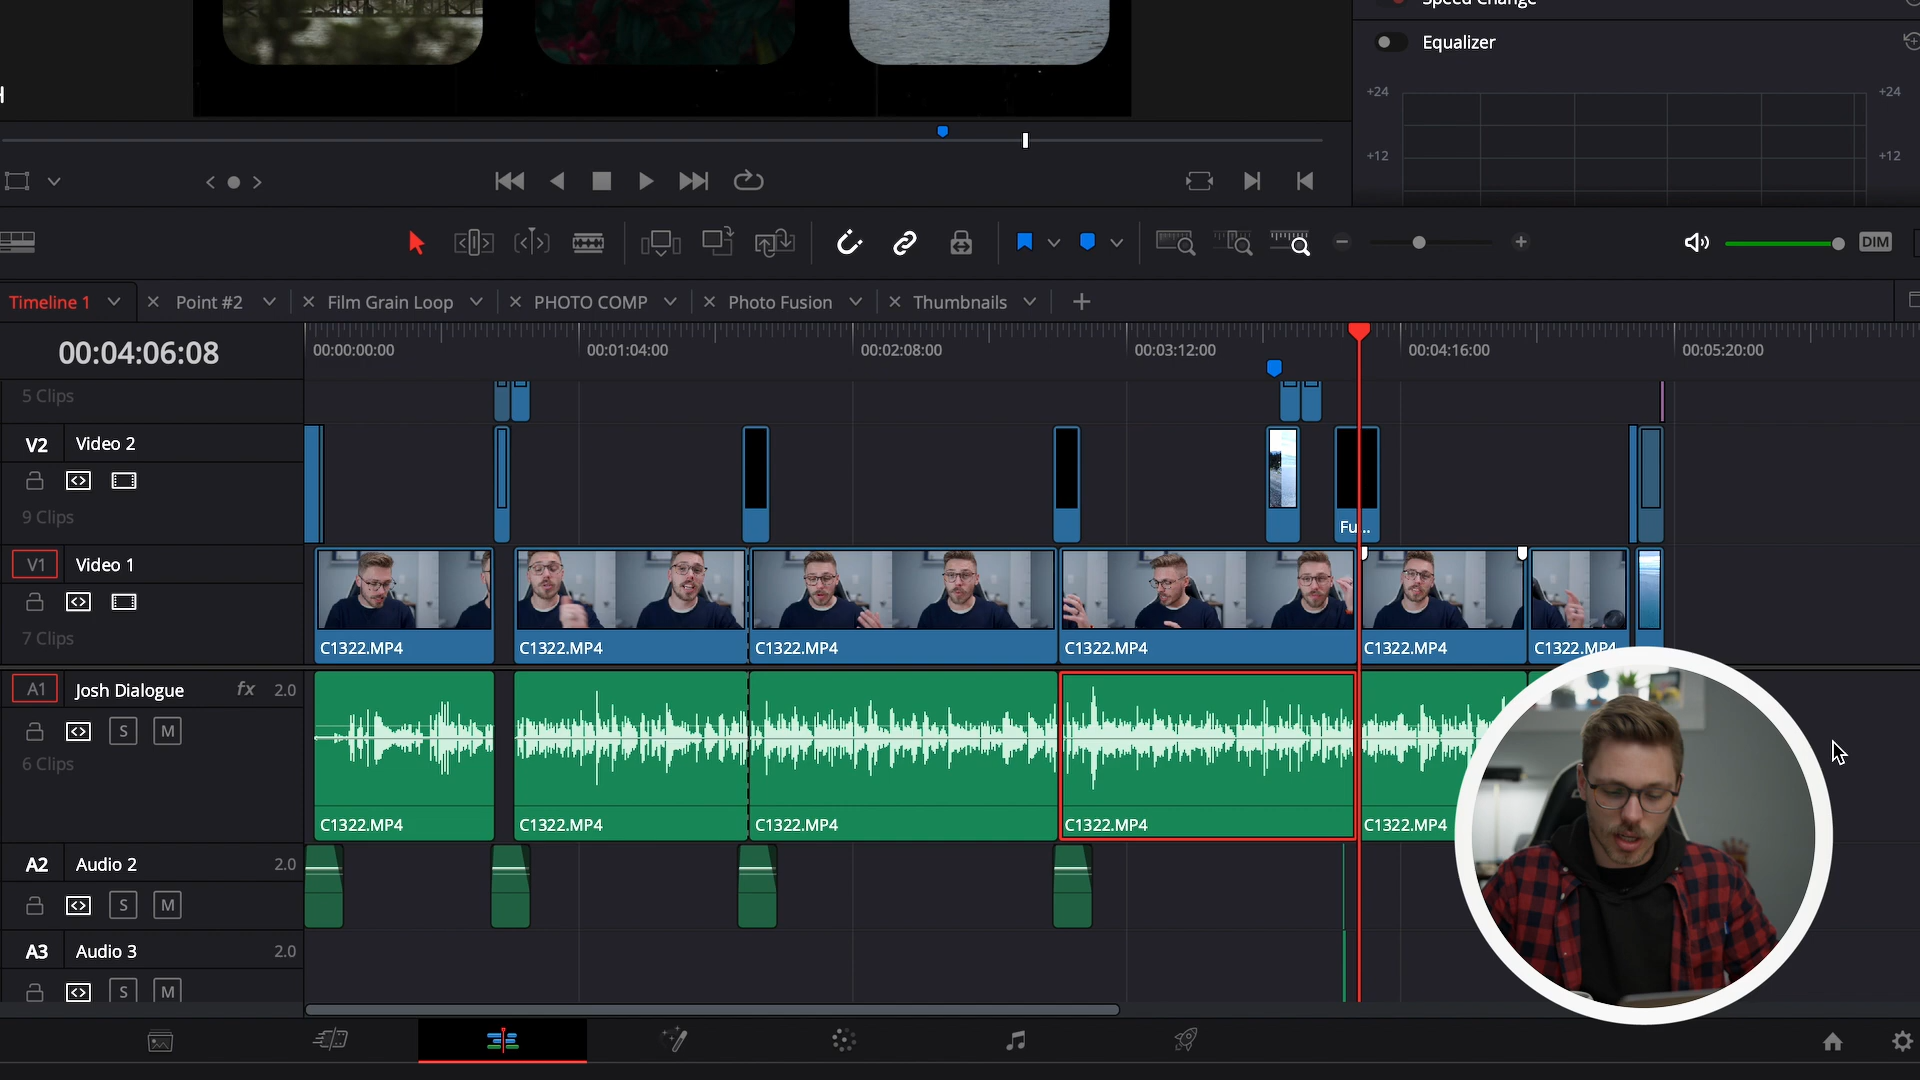 Speed Change
Equalizer
+24
+24
+12
+12
DIM
Timeline 1
Point #2
Film Grain Loop
PHOTO COMP
Photo Fusion
Thumbnails
00:04:06:08
00:00:00:00
00:01:04:00
00:02:08:00
00:03:12:00
00:04:16:00
00:05:20:00
5 Clips
V2
Video 2
9 Clips
Fu...
V1
Video 1
7 Clips
C1322.MP4
C1322.MP4
C1322.MP4
C1322.MP4
C1322.MP4
C1322.MP4
A1
Josh Dialogue
fx
2.0
S
M
6 Clips
C1322.MP4
C1322.MP4
C1322.MP4
C1322.MP4
C1322.MP4
A2
Audio 2
2.0
S
M
A3
Audio 3
2.0
S
M